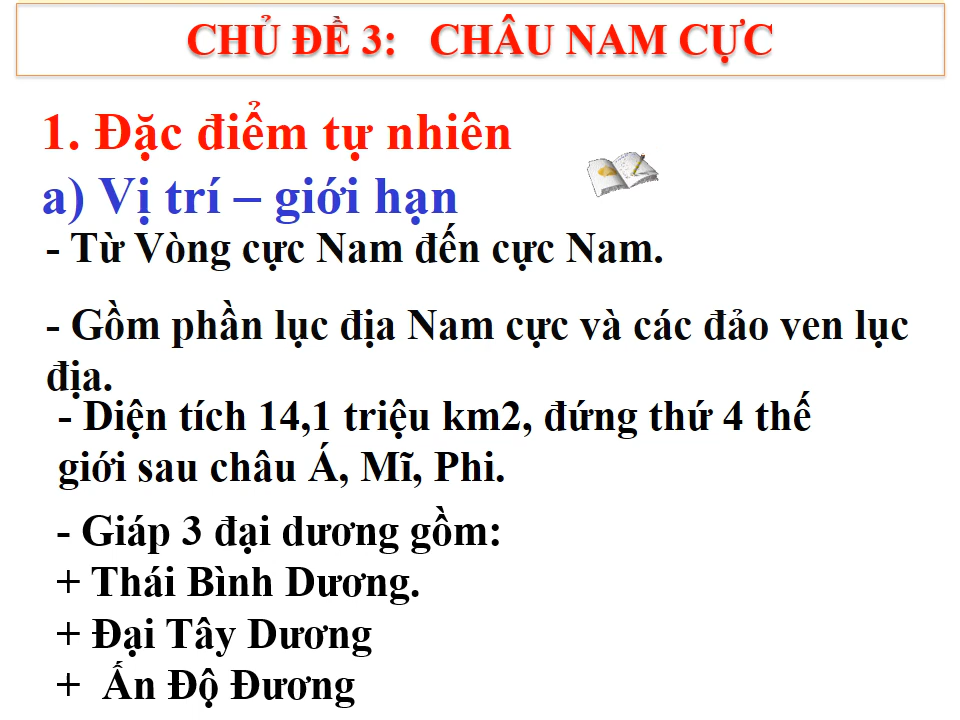 CHỦ ĐỀ 3: CHÂU NAM CỰC
1. Đặc điểm tự nhiên
a) Vị trí – giới hạn
- Từ Vòng cực Nam đến cực Nam.
- Gồm phần lục địa Nam cực và các đảo ven lục
địa.
- Diện tích 14,1 triệu km2, đứng thứ 4 thế
giới sau châu Á, Mĩ, Phi.
- Giáp 3 đại dương gồm:
+ Thái Bình Dương.
+ Đại Tây Dương
+ Ấn Độ Đương